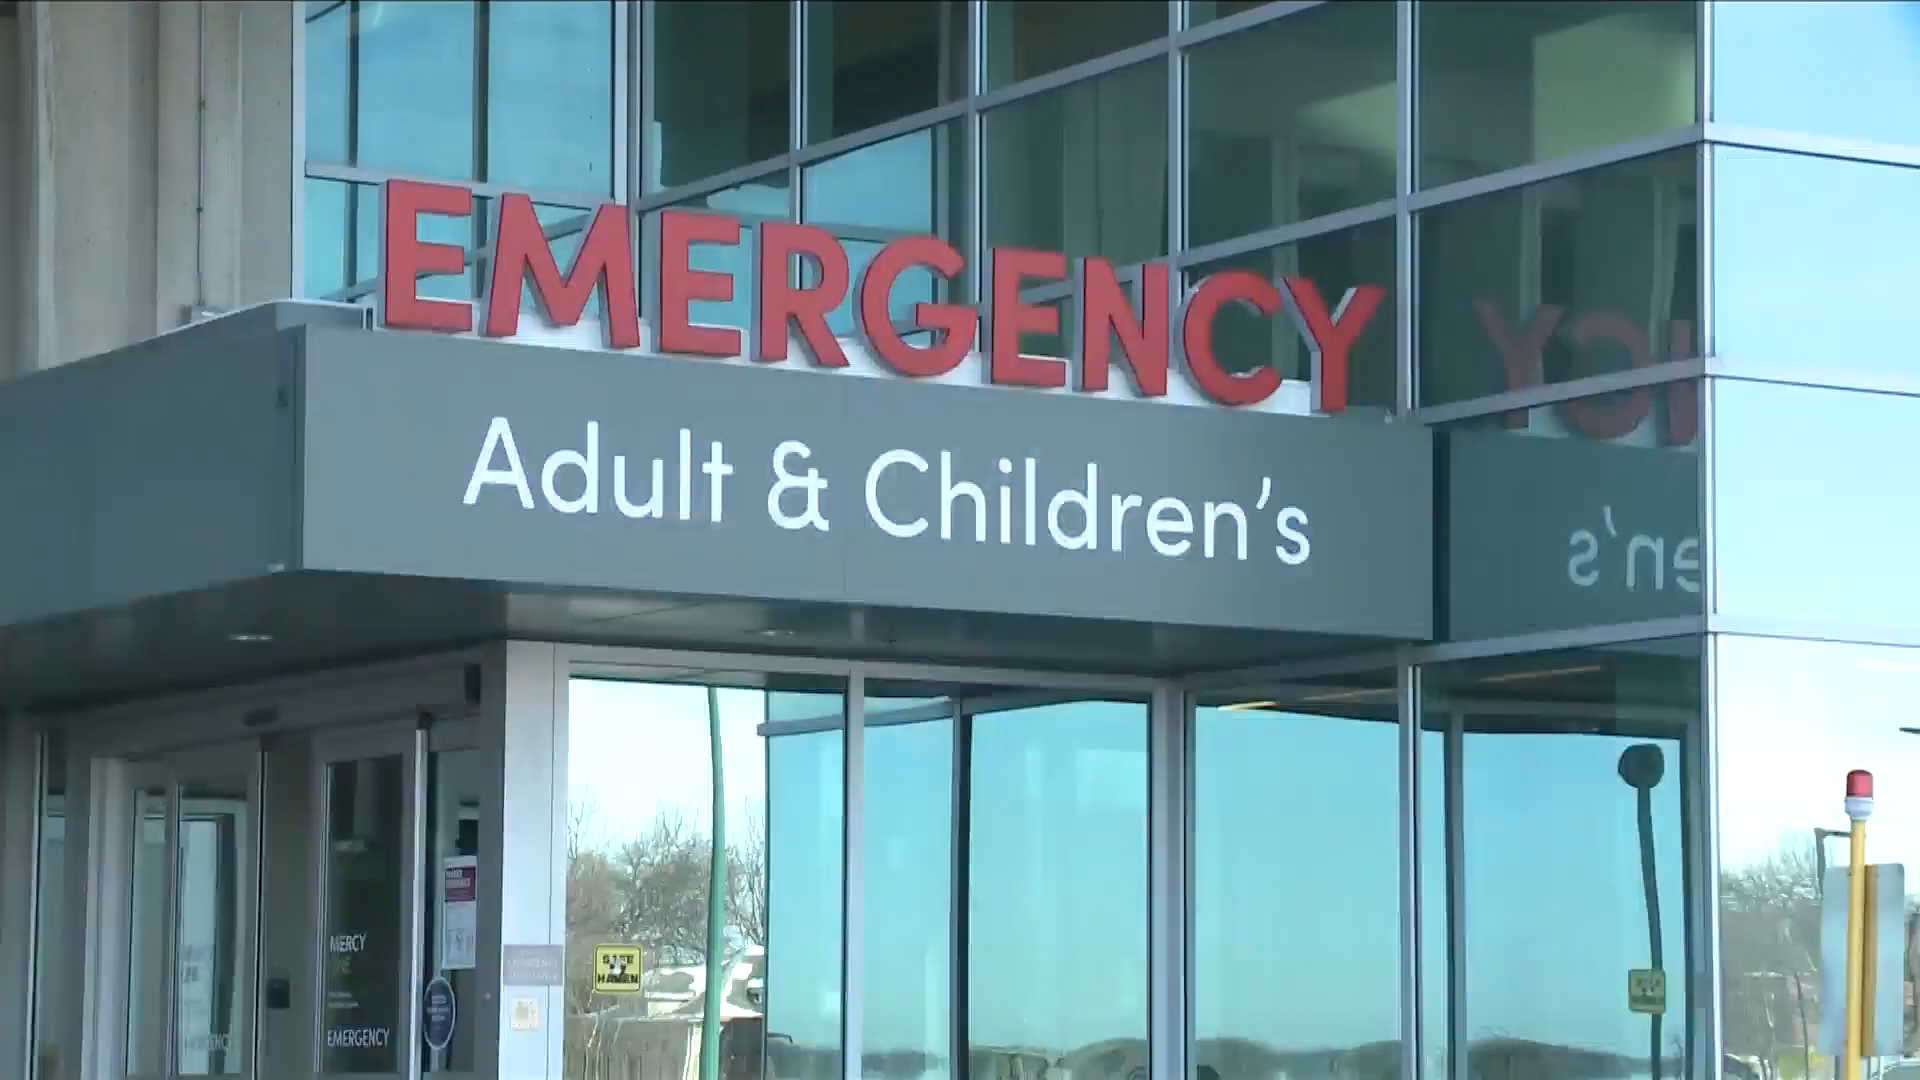 EMERGENCY
Adult & Children's
MERCY
EMERGENCY
SAFE
HAVEN